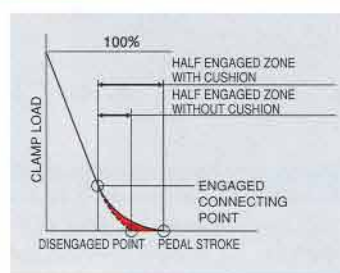 100%
HALF ENGAGED ZONE
WITH CUSHION
HALF ENGAGED ZONE
WITHOUT CUSHION
CLAMP LOAD
ENGAGED
CONNECTING
POINT
DISENGAGED POINT
PEDAL STROKE